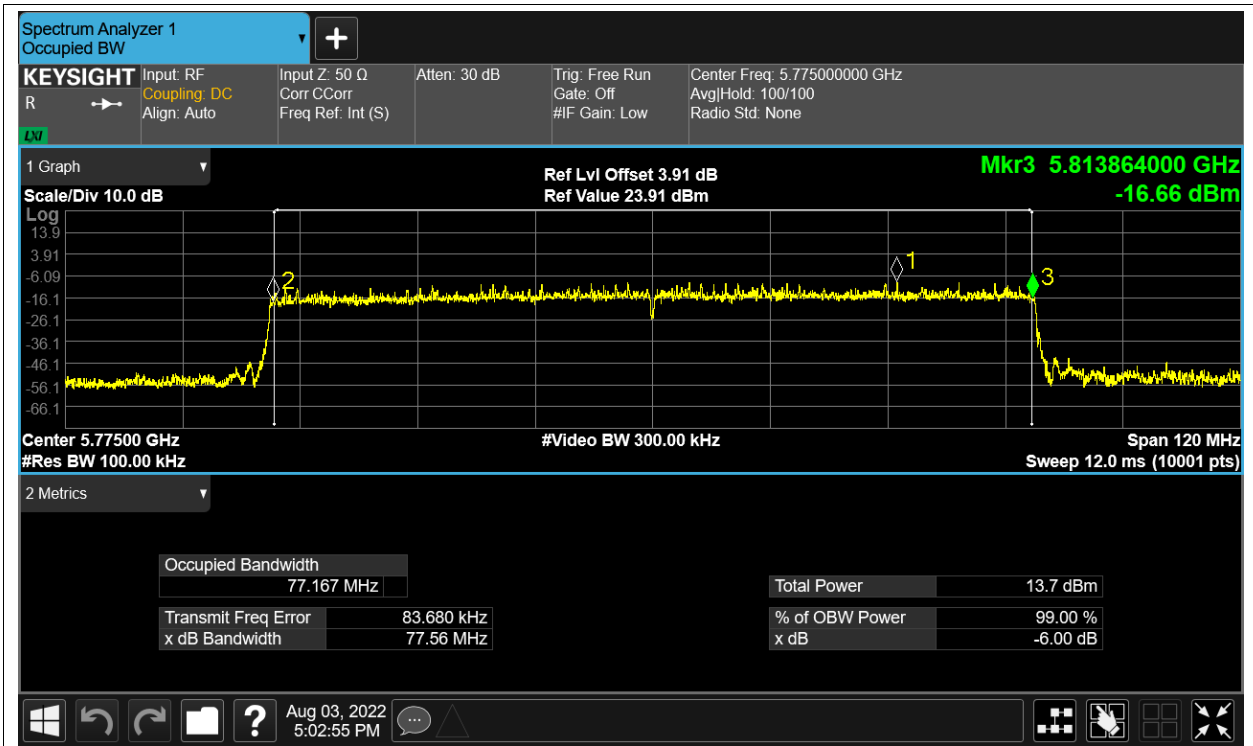 Spectrum Analyzer 1
Occupied BW
KEYSIGHT
R
LXI
Input: RF
Coupling: DC
Align: Auto
Input Z: 50 Ω
Corr CCorr
Freq Ref: Int (S)
Atten: 30 dB
Trig: Free Run
Gate: Off
#IF Gain: Low
Center Freq: 5.775000000 GHz
Avg|Hold: 100/100
Radio Std: None
1 Graph
Scale/Div 10.0 dB
Ref Lvl Offset 3.91 dB
Ref Value 23.91 dBm
Mkr3 5.813864000 GHz
-16.66 dBm
Log
13.9
3.91
-6.09
-16.1
-26.1
-36.1
-46.1
-56.1
-66.1
2
1
3
Center 5.77500 GHz
#Video BW 300.00 kHz
Span 120 MHz
#Res BW 100.00 kHz
Sweep 12.0 ms (10001 pts)
2 Metrics
Occupied Bandwidth
77.167 MHz
Transmit Freq Error 83.680 kHz
x dB Bandwidth 77.56 MHz
Total Power 13.7 dBm
% of OBW Power 99.00 %
x dB -6.00 dB
?
Aug 03, 2022
5:02:55 PM